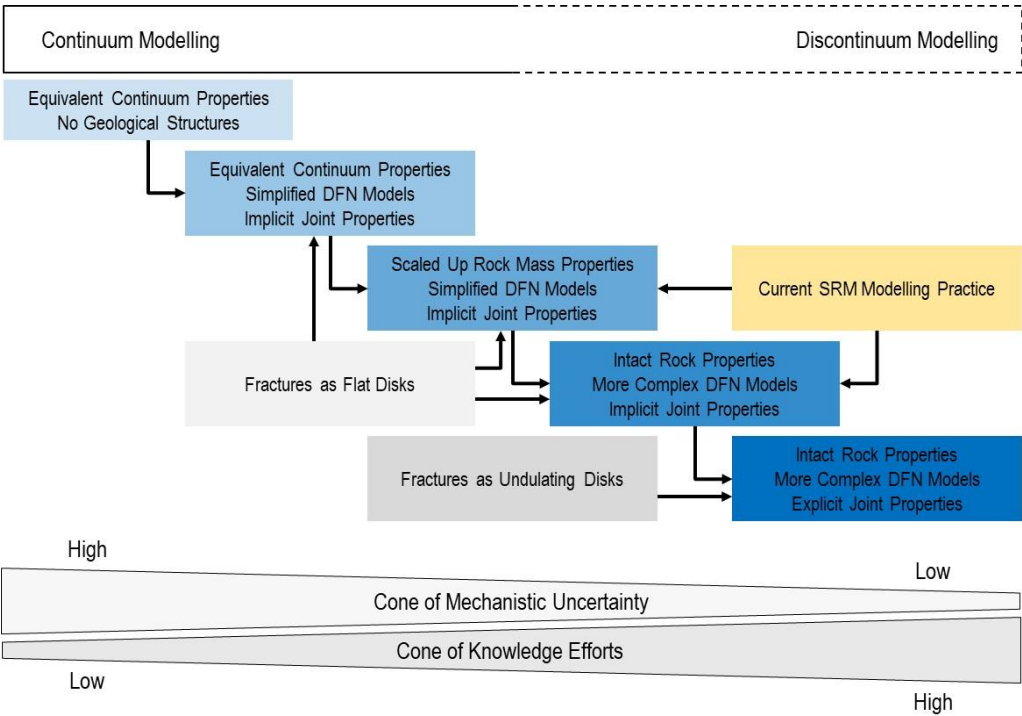 Continuum Modelling
Discontinuum Modelling
Equivalent Continuum Properties
No Geological Structures
Equivalent Continuum Properties
Simplified DFN Models
Implicit Joint Properties
Scaled Up Rock Mass Properties
Simplified DFN Models
Implicit Joint Properties
Current SRM Modelling Practice
Fractures as Flat Disks
Intact Rock Properties
More Complex DFN Models
Implicit Joint Properties
Fractures as Undulating Disks
Intact Rock Properties
More Complex DFN Models
Explicit Joint Properties
High
Low
Cone of Mechanistic Uncertainty
Cone of Knowledge Efforts
Low
High